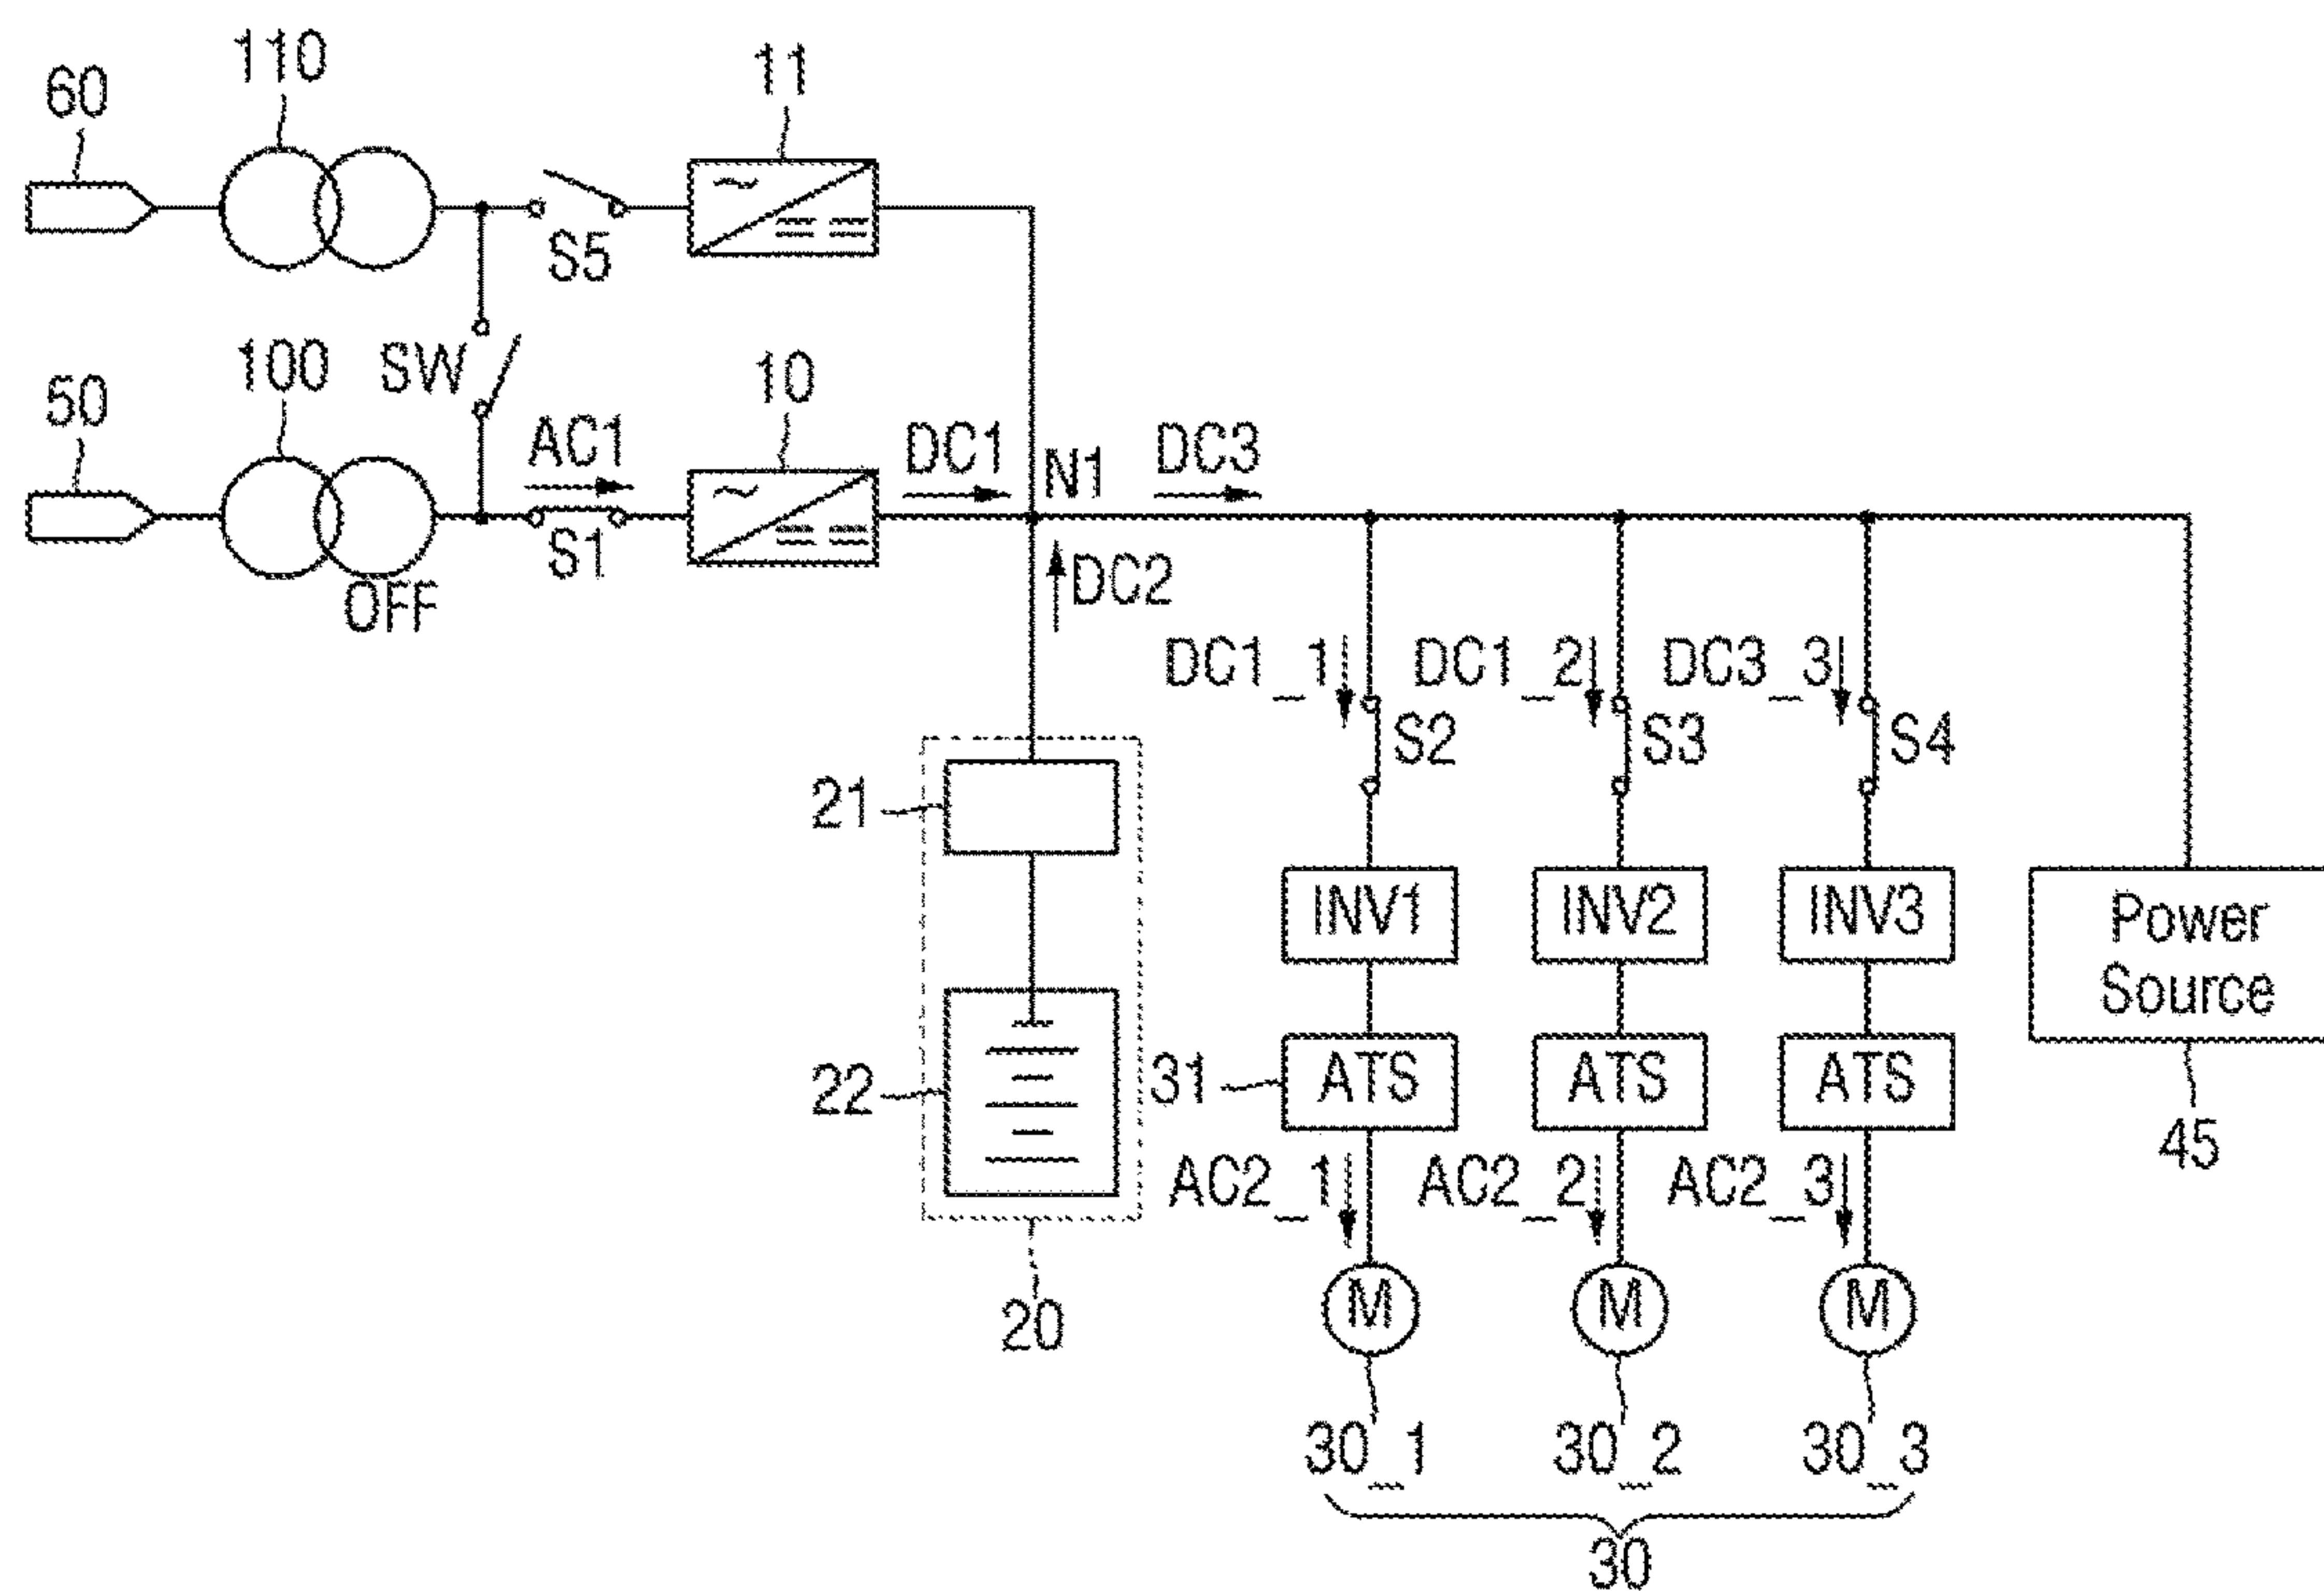 110
11
60
S5
100
SW
10
50
AC1
DC1
N1
DC3
S1
OFF
DC2
DC1_1
DC1_2
DC3_3
S2
S3
S4
21
INV1
INV2
INV3
Power
Source
22
31
ATS
ATS
ATS
45
AC2_1
AC2_2
AC2_3
20
M
M
M
30_1
30_2
30_3
30